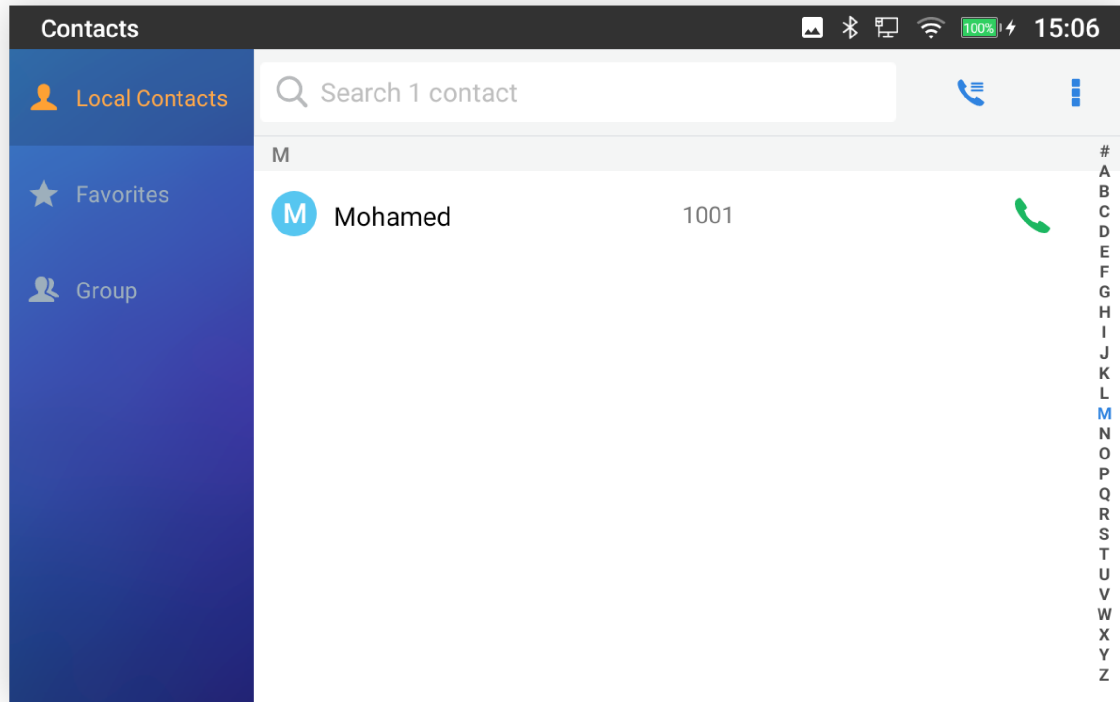 Contacts
100%
15:06
Local Contacts
Favorites
Group
Search 1 contact
M
M
Mohamed
1001
#
A
B
C
D
E
F
G
H
I
J
K
L
M
N
O
P
Q
R
S
T
U
V
W
X
Y
Z